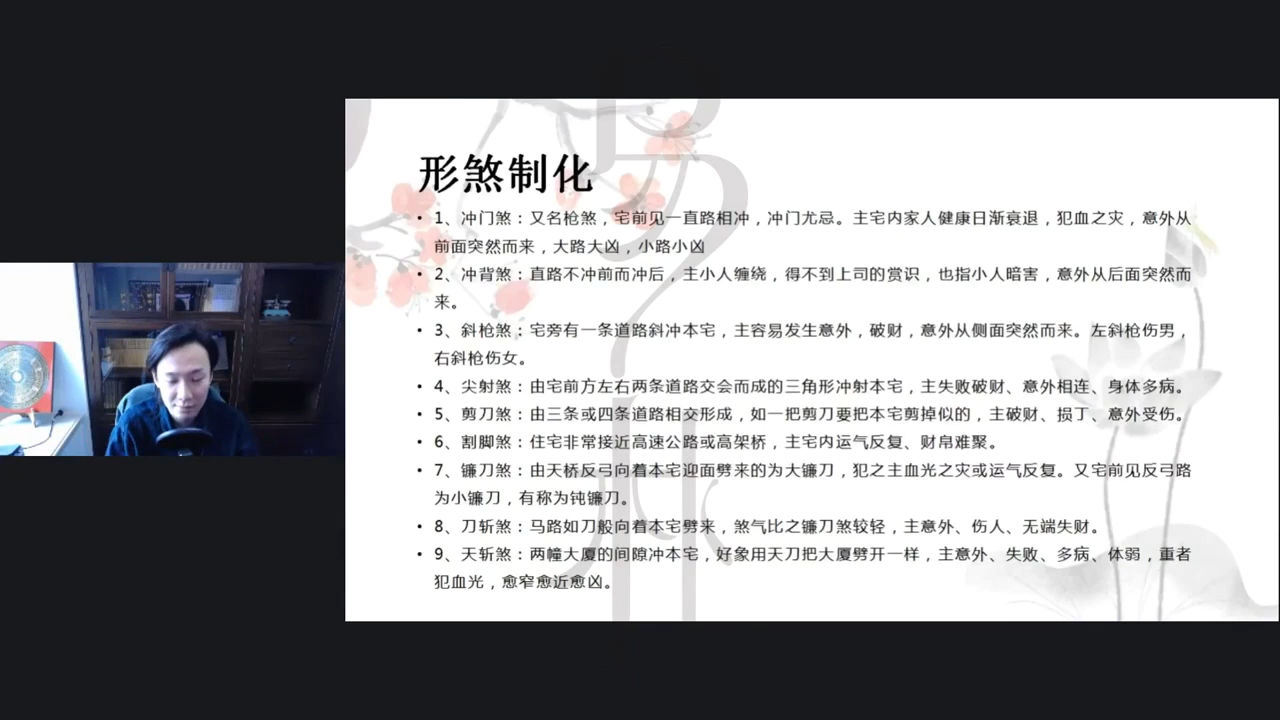 形煞制化
• 1、冲门煞：又名枪煞，宅前见一直路相冲，冲门尤忌。主宅内家人健康日渐衰退，犯血之灾，意外从
前面突然而来，大路大凶，小路小凶
• 2、冲背煞：直路不冲前而冲后，主小人缠绕，得不到上司的赏识，也指小人暗害，意外从后面突然而
来。
• 3、斜枪煞：宅旁有一条道路斜冲本宅，主容易发生意外，破财，意外从侧面突然而来。左斜枪伤男，
右斜枪伤女。
• 4、尖射煞：由宅前方左右两条道路交会而成的三角形冲射本宅，主失败破财、意外相连、身体多病。
• 5、剪刀煞：由三条或四条道路相交形成，如一把剪刀要把本宅剪掉似的，主破财、损丁、意外受伤。
• 6、割脚煞：住宅非常接近高速公路或高架桥，主宅内运气反复、财帛难聚。
• 7、镰刀煞：由天桥反弓向着本宅迎面劈来的为大镰刀，犯之主血光之灾或运气反复。又宅前见反弓路
为小镰刀，有称为钝镰刀。
• 8、刀斩煞：马路如刀般向着本宅劈来，煞气比之镰刀煞较轻，主意外、伤人、无端失财。
• 9、天斩煞：两幢大厦的间隙冲本宅，好象用天刀把大厦劈开一样，主意外、失败、多病、体弱，重者
犯血光，愈窄愈近愈凶。